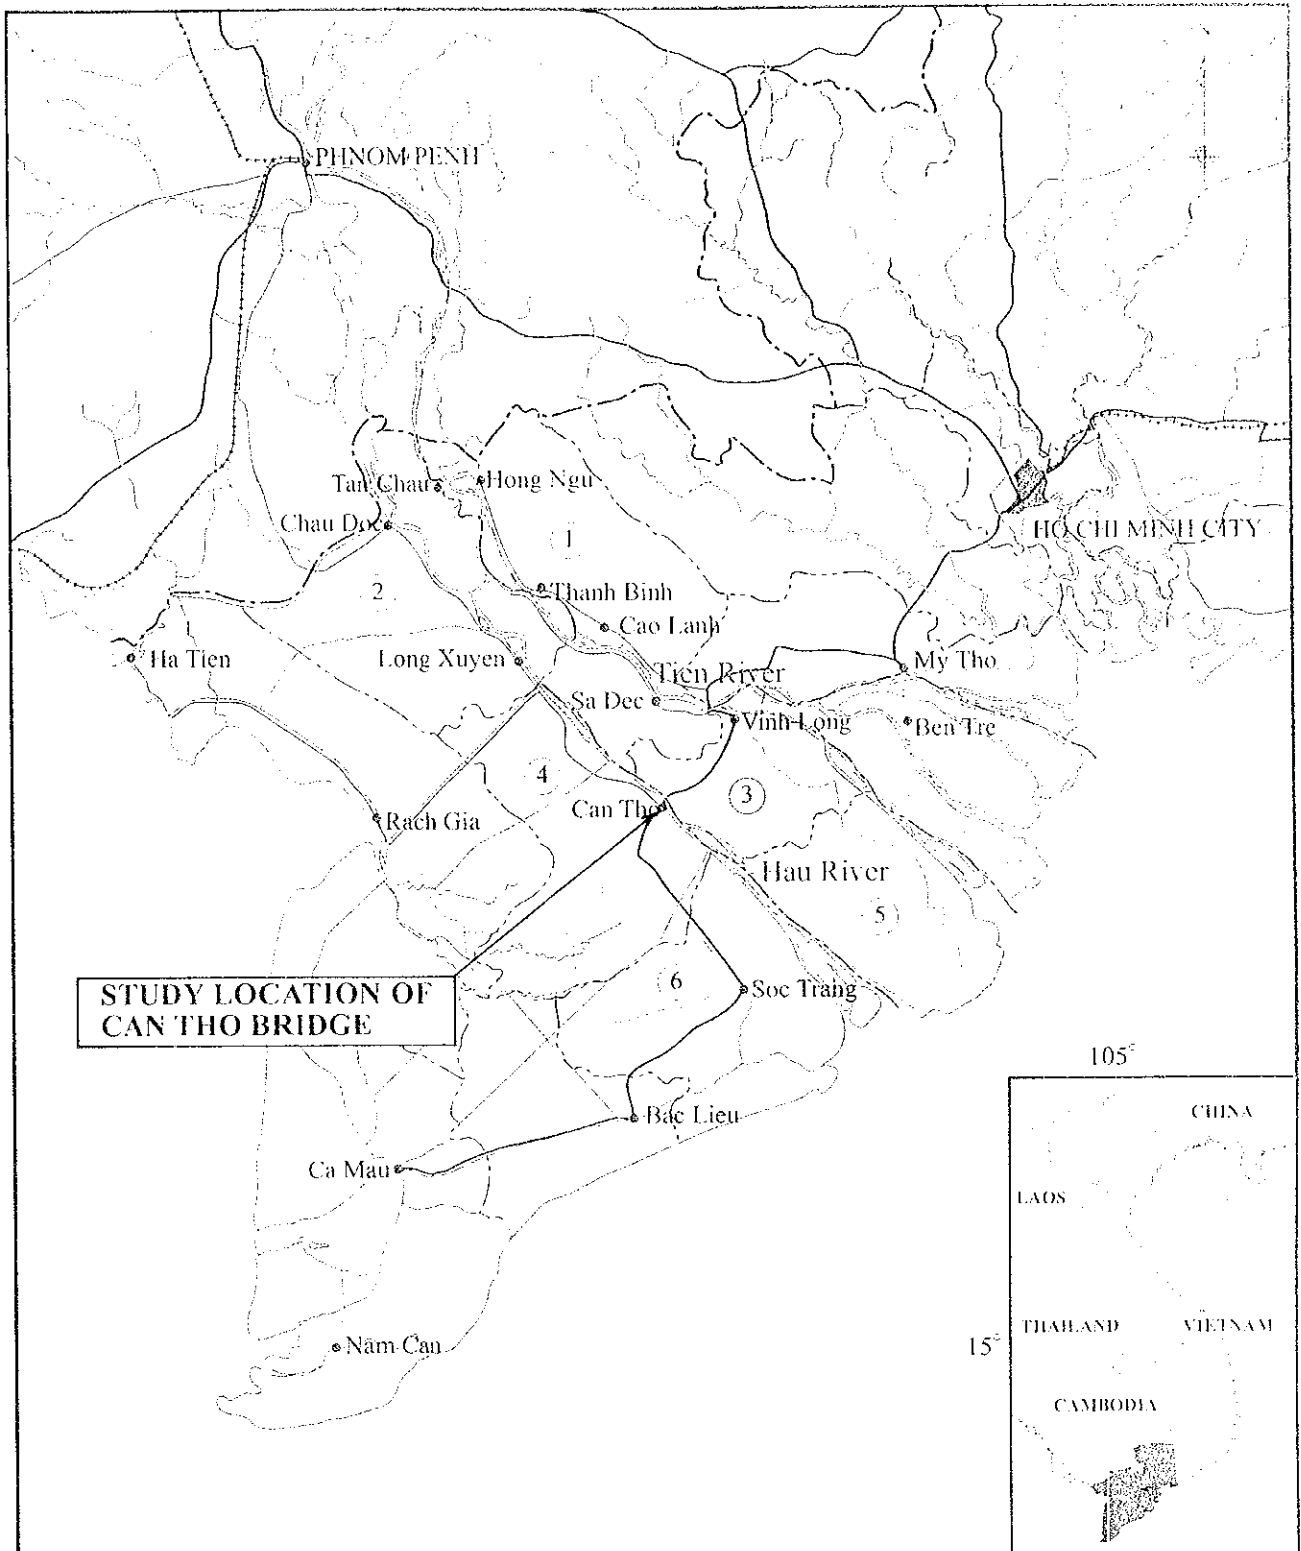 PHNOM PENH
Tan Chau
Hong Ngu
Chau Doc
HO CHI MINH CITY
1
2
Thanh Binh
Cao Lanh
Ha Tien
Long Xuyen
My Tho
Tien River
Sa Dec
Vinh Long
Ben Tre
4
3
Can Tho
Rach Gia
Hau River
5
6
Soc Trang
STUDY LOCATION OF
CAN THO BRIDGE
105°
CHINA
Bac Lieu
Ca Mau
LAOS
THAILAND
VIETNAM
15°
Nam Can
CAMBODIA